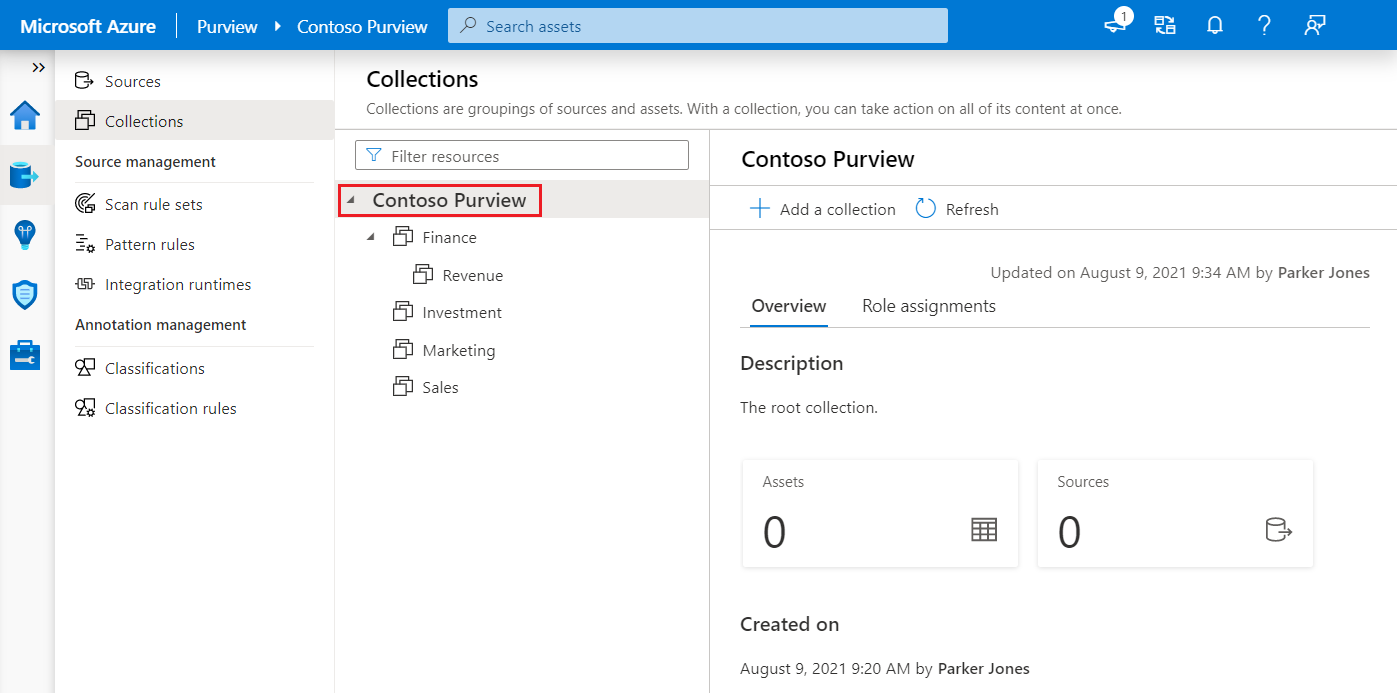 Microsoft Azure
Purview
Contoso Purview
Search assets
1
Sources
Collections
Source management
Scan rule sets
Pattern rules
Integration runtimes
Annotation management
Classifications
Classification rules
Collections
Collections are groupings of sources and assets. With a collection, you can take action on all of its content at once.
Filter resources
Contoso Purview
Finance
Revenue
Investment
Marketing
Sales
Contoso Purview
Add a collection
Refresh
Updated on August 9, 2021 9:34 AM by Parker Jones
Overview
Role assignments
Description
The root collection.
Assets
0
Sources
0
Created on
August 9, 2021 9:20 AM by Parker Jones